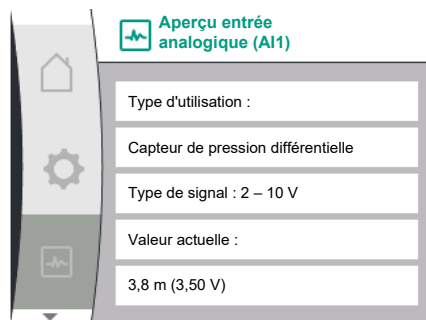 Aperçu entrée
analogique (AI1)
Type d'utilisation :
Capteur de pression différentielle
Type de signal : 2 – 10 V
Valeur actuelle :
3,8 m (3,50 V)